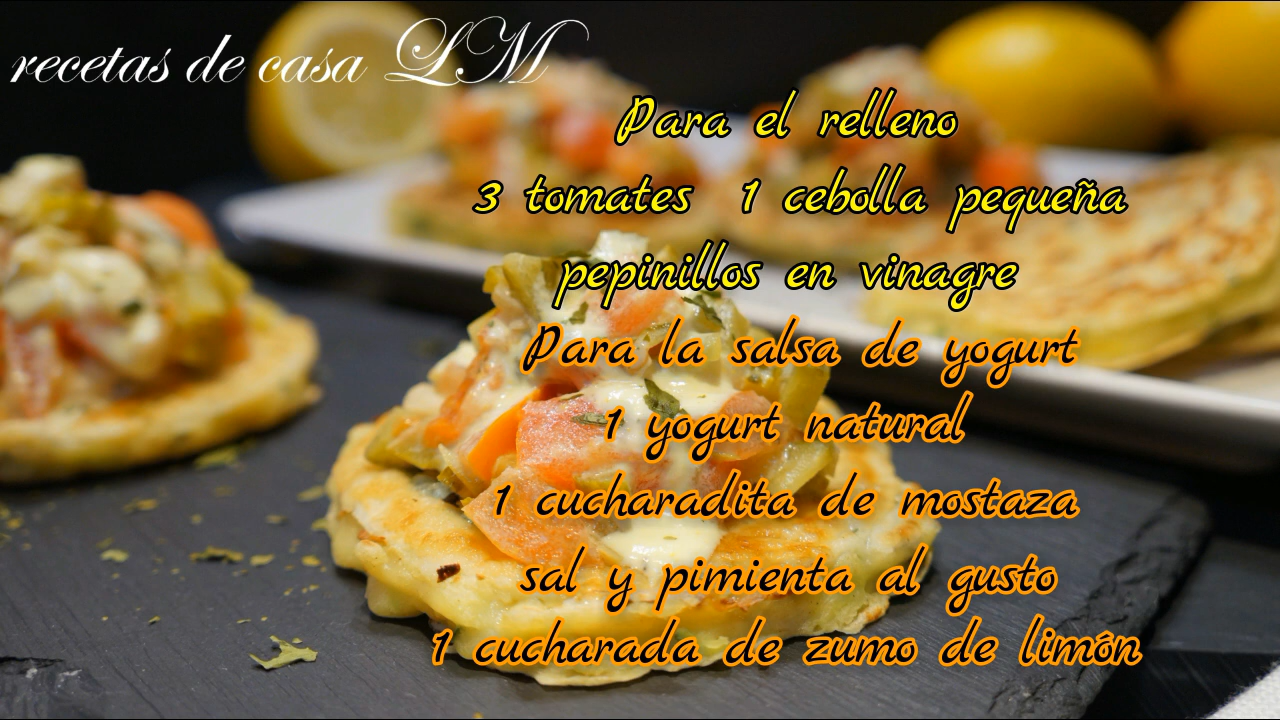 recetas de casa LM
Para el relleno
3 tomates 1 cebolla pequeña
pepinillos en vinagre
Para la salsa de yogurt
1 yogurt natural
1 cucharadita de mostaza
sal y pimienta al gusto
1 cucharada de zumo de limón